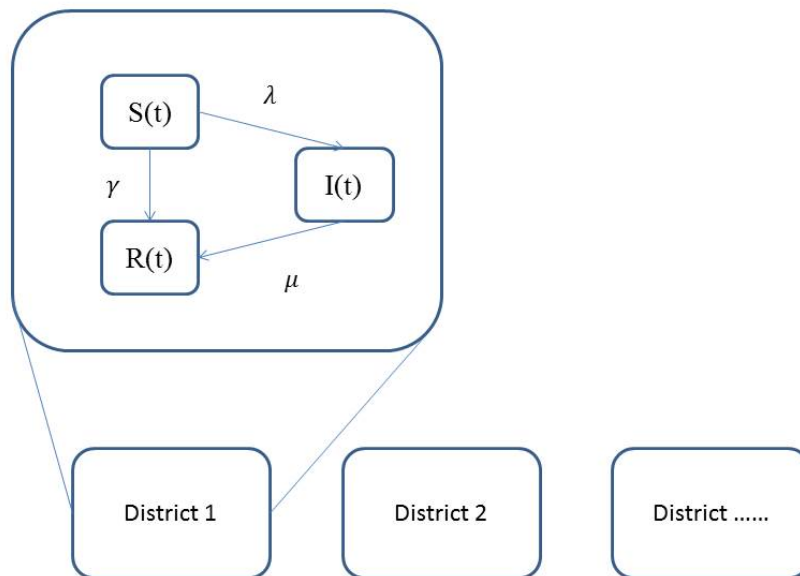 S(t)
λ
I(t)
γ
R(t)
μ
District 1
District 2
District ......